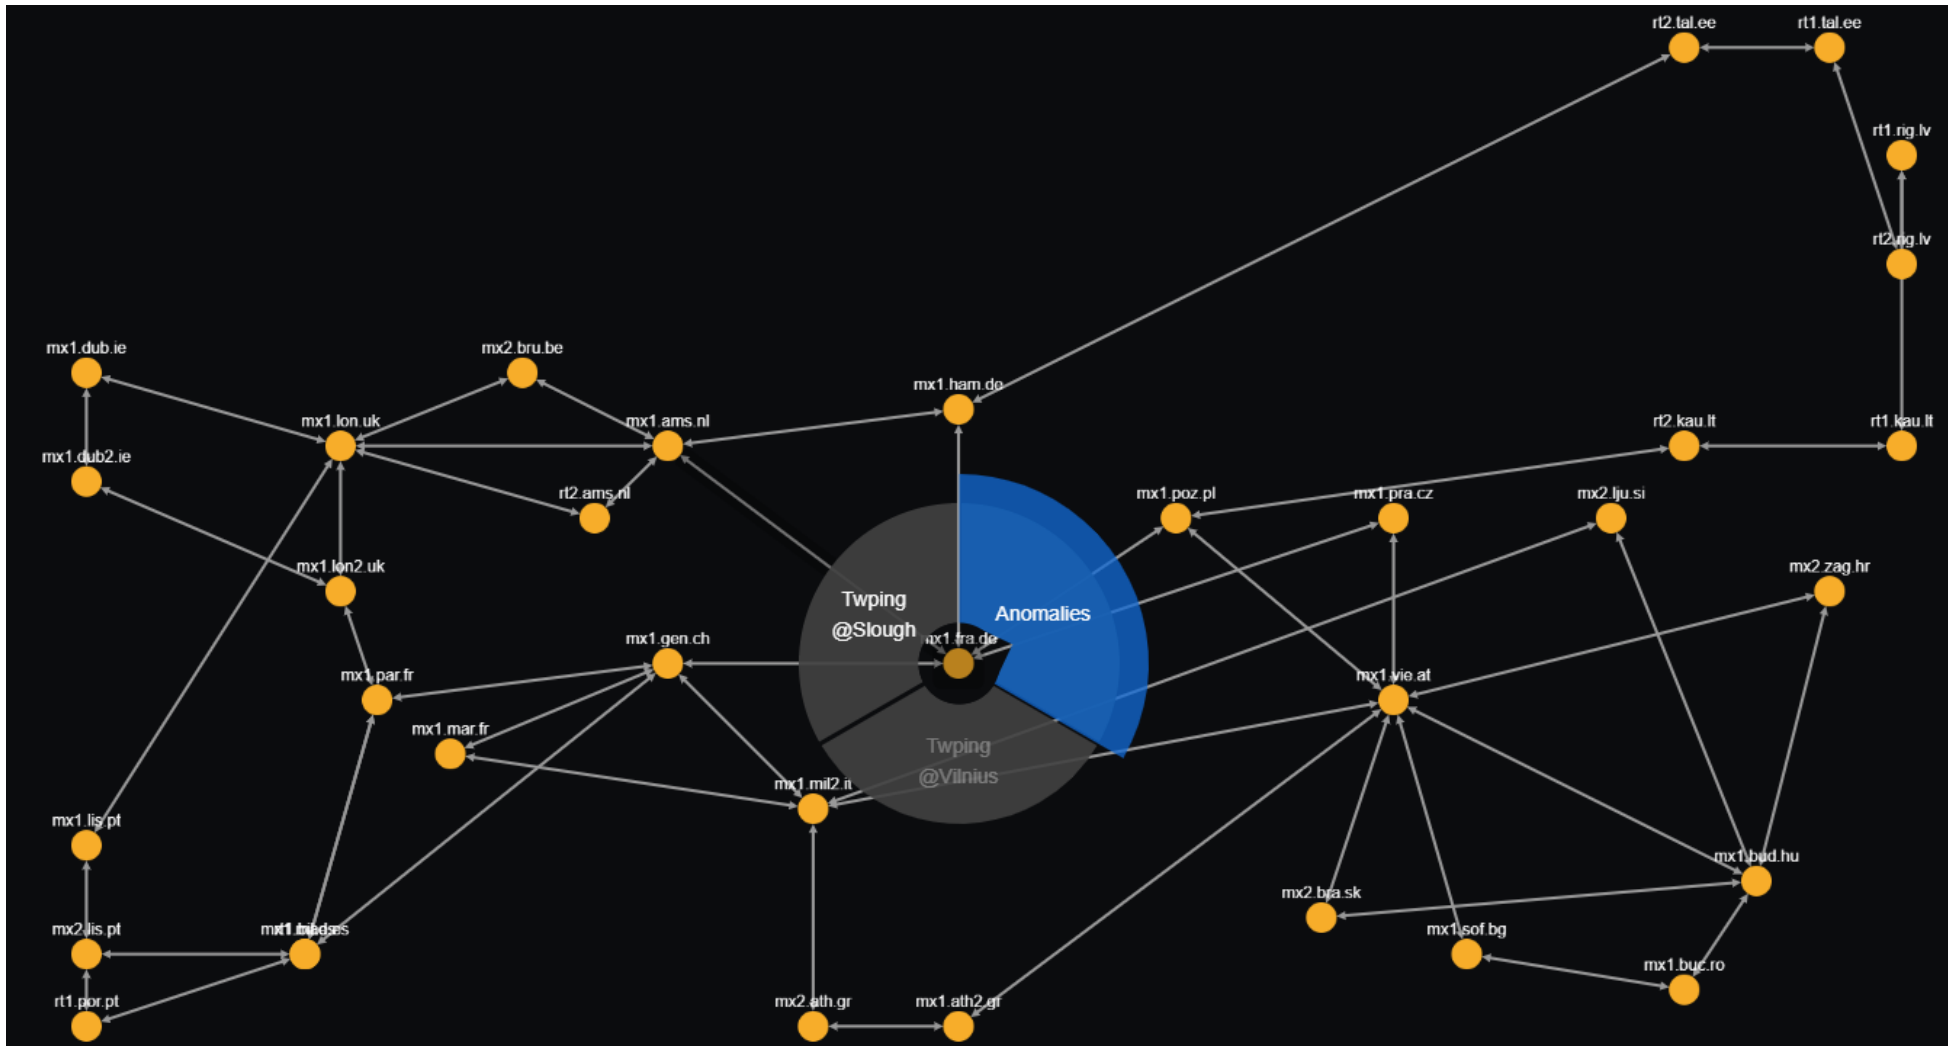 rt2.tal.ee
rt1.tal.ee
rt1.rig.lv
rt2.rig.lv
mx1.dub.ie
mx2.bru.be
mx1.ham.de
mx1.lon.uk
mx1.ams.nl
rt2.kau.lt
rt1.kau.lt
mx1.dub2.ie
rt2.ams.nl
mx1.poz.pl
mx1.pra.cz
mx2.lju.si
mx1.lon2.uk
mx2.zag.hr
Twping
@Slough
Anomalies
mx1.gen.ch
mx1.fra.de
mx1.par.fr
mx1.vie.at
mx1.mar.fr
Twping
@Vilnius
mx1.mil2.it
mx1.lis.pt
mx1.bud.hu
mx2.bra.sk
mx2.lis.pt
mx1.sof.bg
mx1.buc.ro
rt1.por.pt
mx2.ath.gr
mx1.ath2.gr